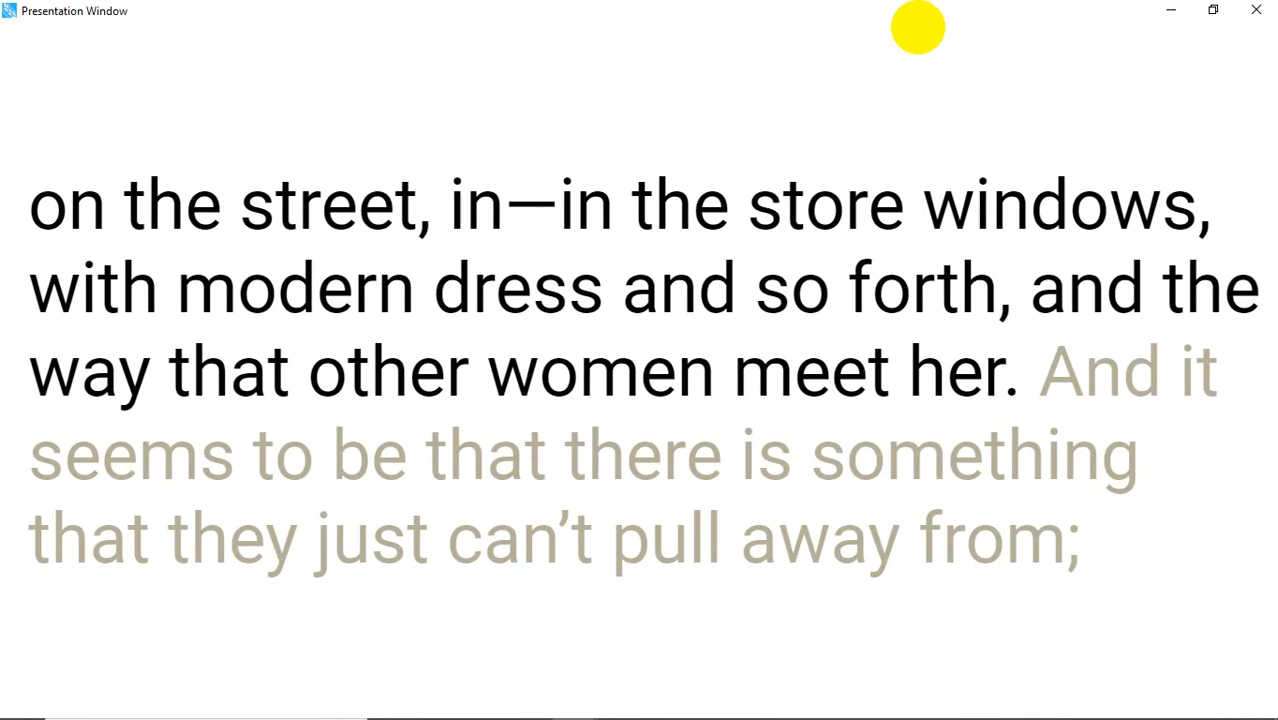 Presentation Window
on the street, in—in the store windows,
with modern dress and so forth, and the
way that other women meet her. And it
seems to be that there is something
that they just can’t pull away from;